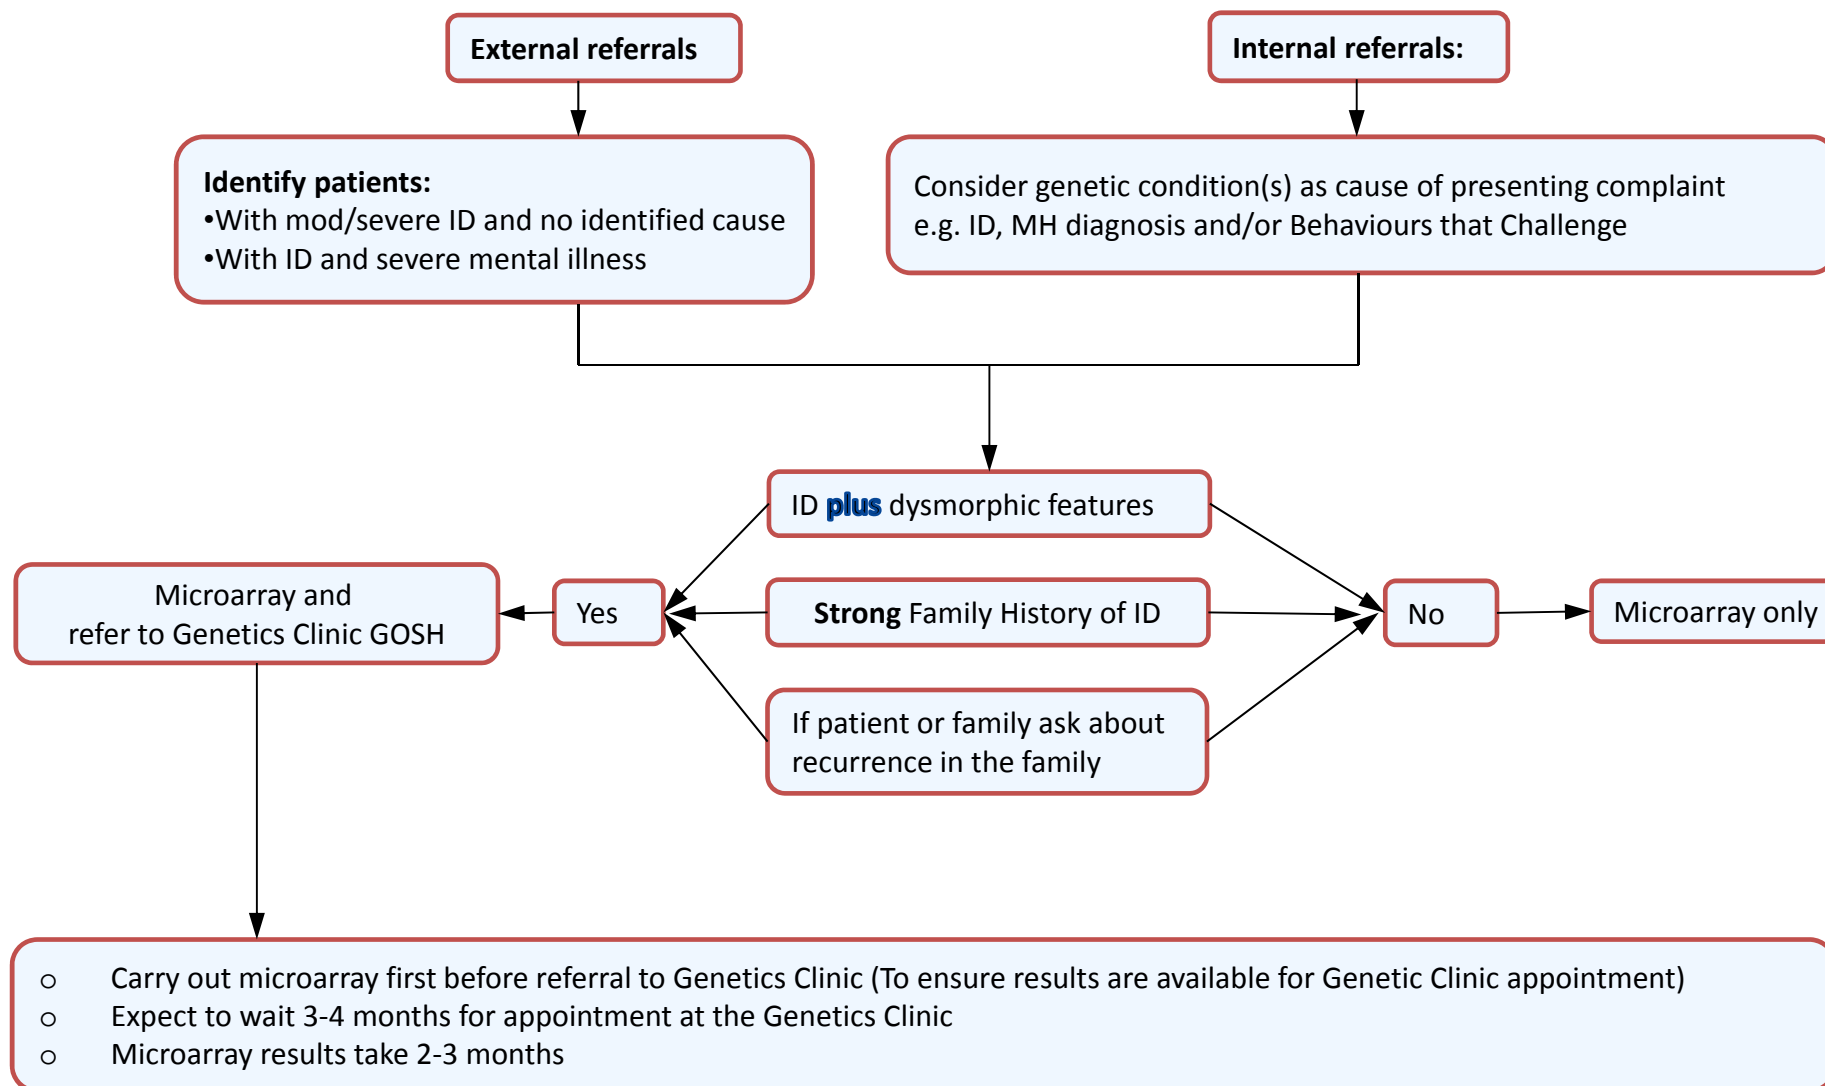 External referrals
Internal referrals:
Identify patients:
•With mod/severe ID and no identified cause
•With ID and severe mental illness
Consider genetic condition(s) as cause of presenting complaint
e.g. ID, MH diagnosis and/or Behaviours that Challenge
ID plus dysmorphic features
Microarray and
refer to Genetics Clinic GOSH
Yes
Strong Family History of ID
No
Microarray only
If patient or family ask about
recurrence in the family
o Carry out microarray first before referral to Genetics Clinic (To ensure results are available for Genetic Clinic appointment)
o Expect to wait 3-4 months for appointment at the Genetics Clinic
o Microarray results take 2-3 months